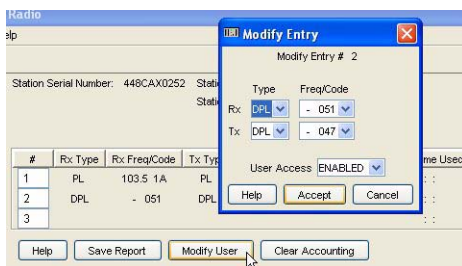 Radio
elp
Modify Entry
Modify Entry # 2
Station Serial Number: 448CAX0252 Stati
Stati
Type Freq/Code
Rx DPL - 051
Tx DPL - 047
User Access ENABLED
Help Accept Cancel
# Rx Type Rx Freq/Code Tx Typ me Used
1 PL 103.5 1A PL : :
2 DPL - 051 DPL
3 : :
Help Save Report Modify User Clear Accounting